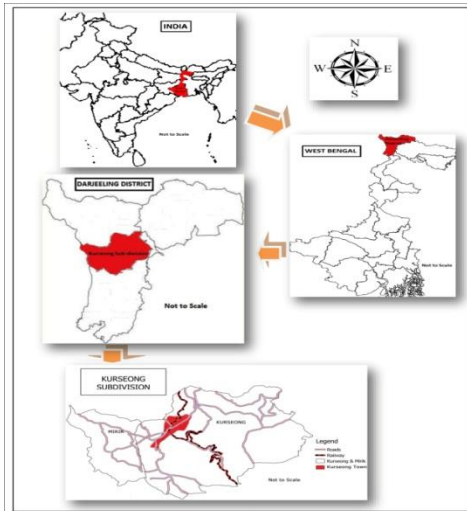 INDIA
Not to Scale
N
W E
S
WEST BENGAL
Not to Scale
DARJEELING DISTRICT
Kurseong Sub-division
Not to Scale
KURSEONG
SUBDIVISION
MIRIK
KURSEONG
Legend
Roads
Railway
Kurseong & Mirik
Kurseong Town
Not to Scale